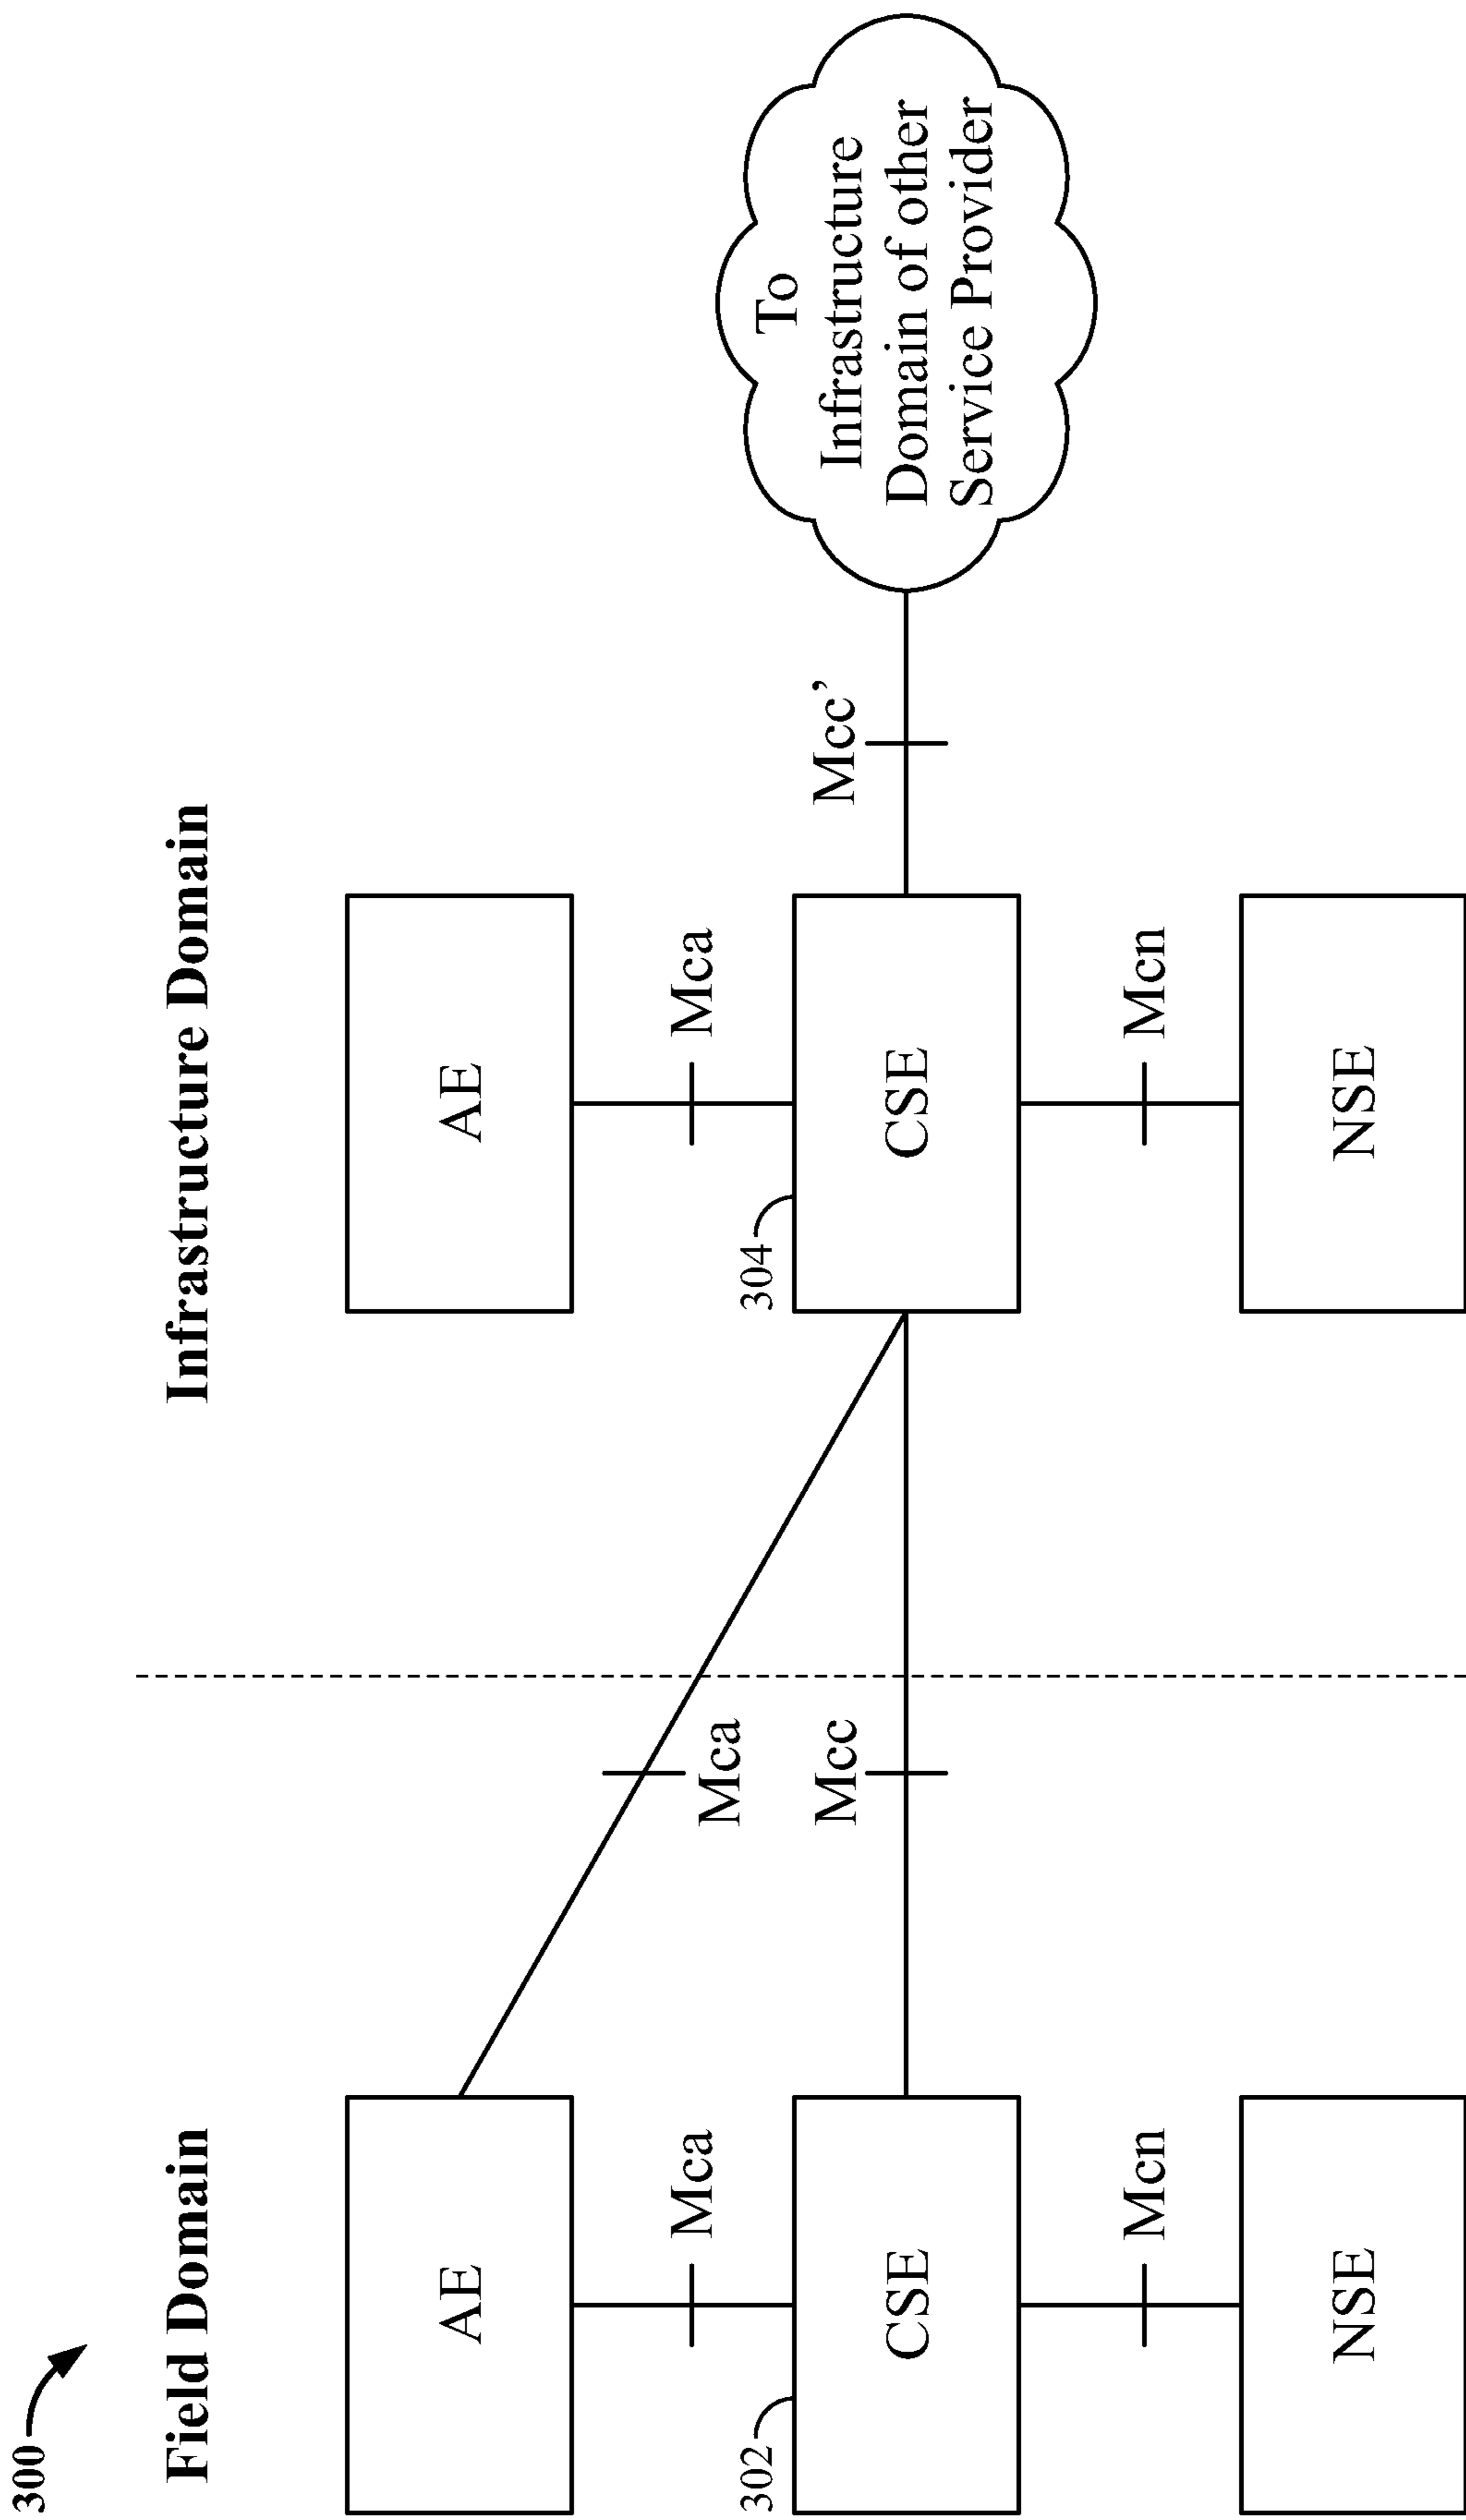 300
Field Domain
Infrastructure Domain
AE
AE
Mca
Mca
Mca
302
CSE
Mcc
304
CSE
Mcc’
To
Infrastructure
Domain of other
Service Provider
Mcn
Mcn
NSE
NSE